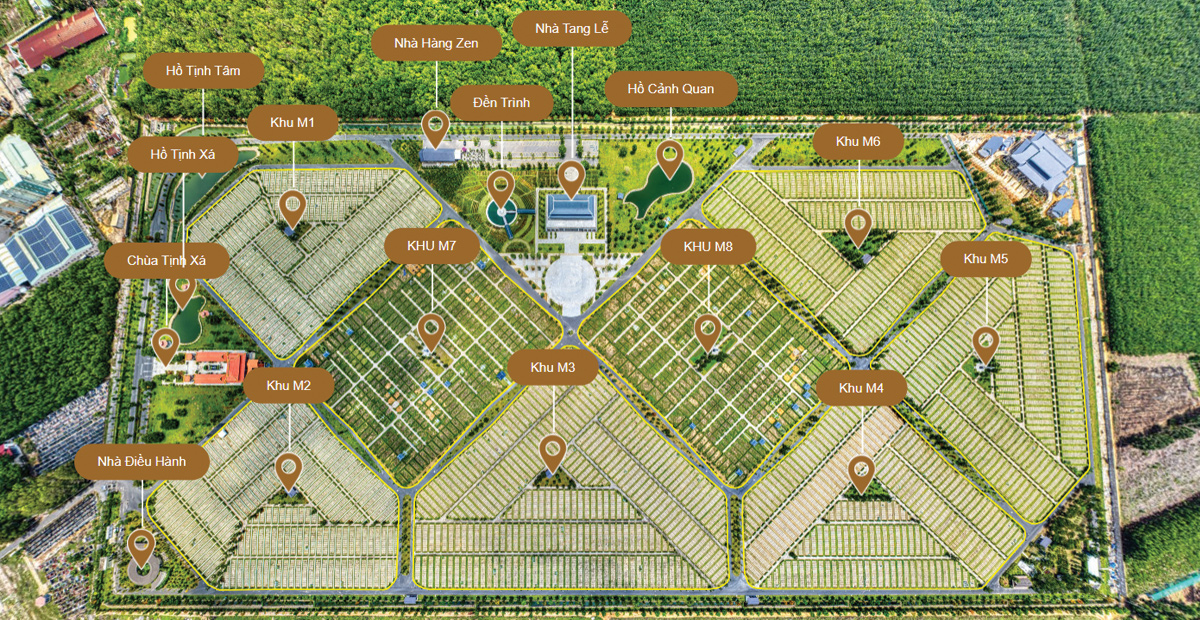 Nhà Tang Lễ
Nhà Hàng Zen
Hồ Tịnh Tâm
Hồ Cảnh Quan
Đền Trình
Khu M1
Khu M6
Hồ Tịnh Xá
KHU M7
KHU M8
Chùa Tịnh Xá
Khu M5
Khu M3
Khu M2
Khu M4
Nhà Điều Hành